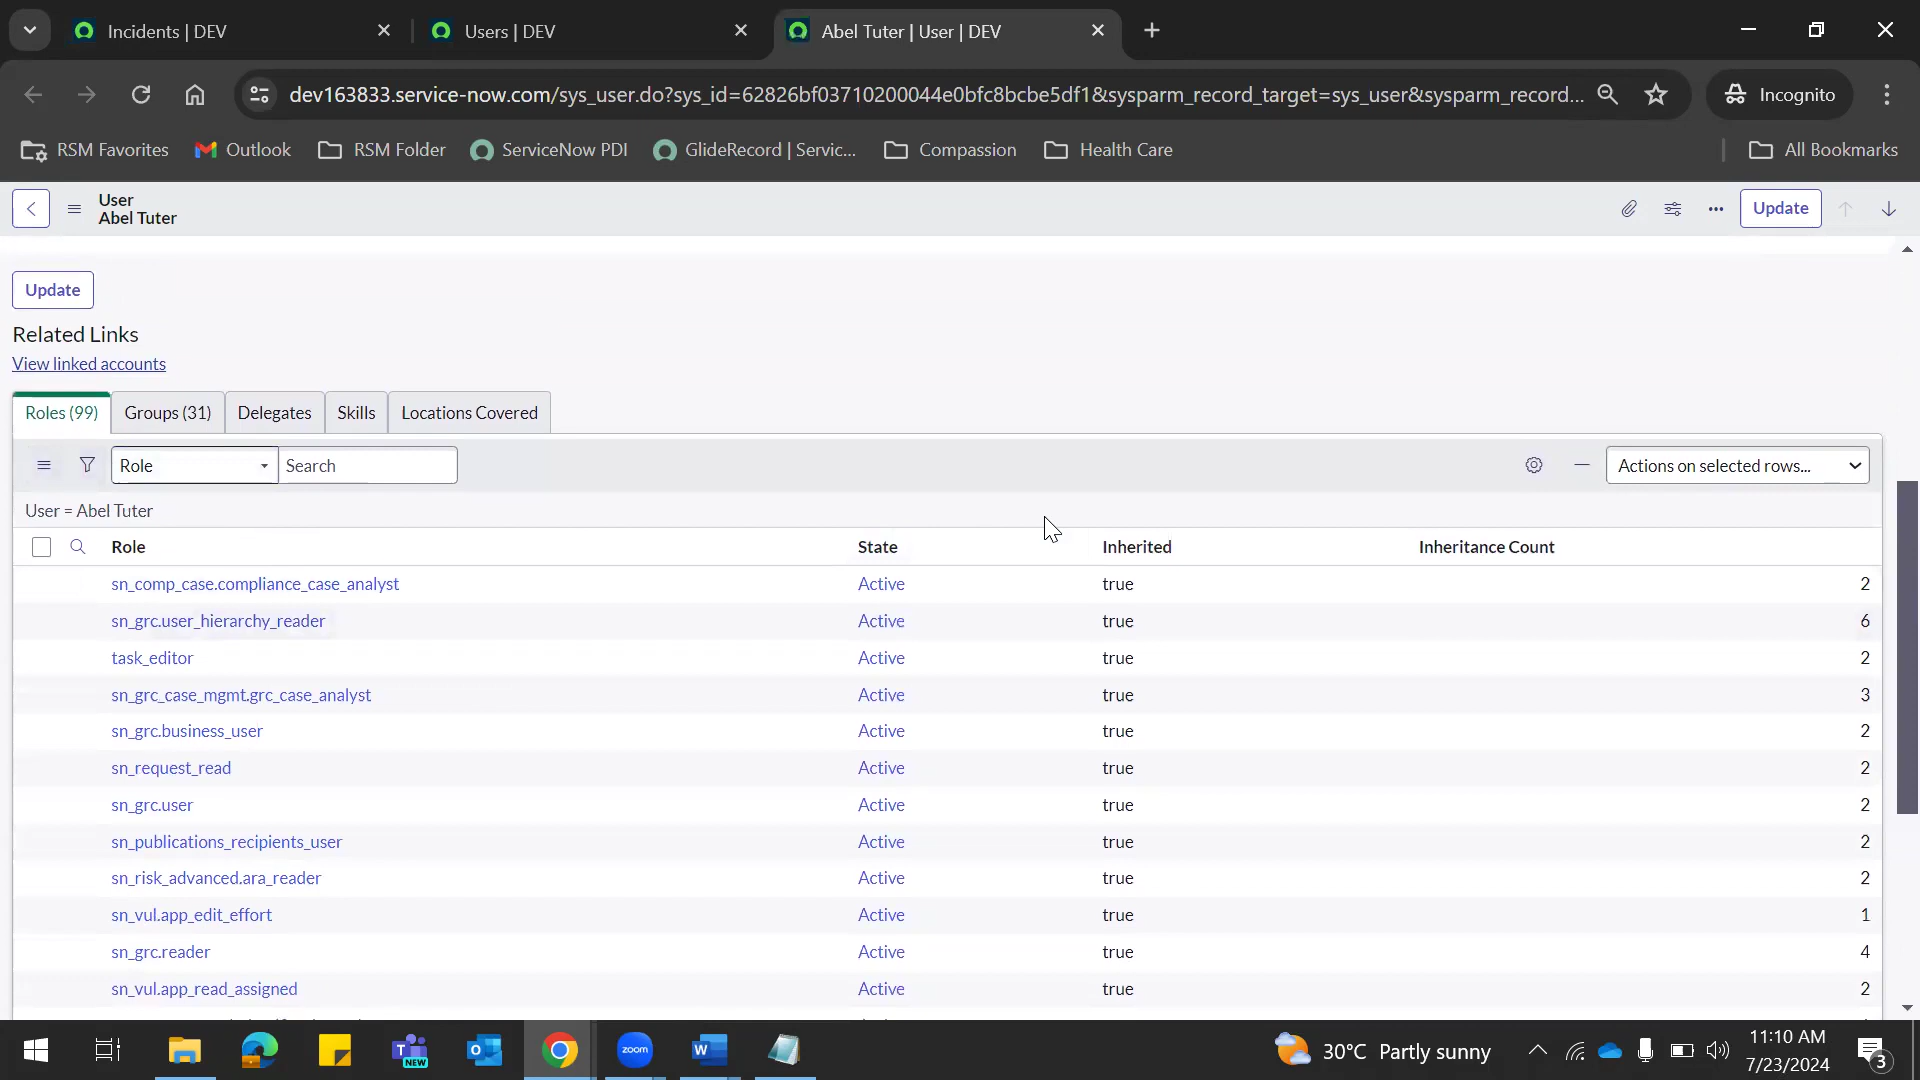 Incidents | DEV
Users | DEV
Abel Tuter | User | DEV
dev163833.service-now.com/sys_user.do?sys_id=62826bf03710200044e0bfc8bcbe5df1&sysparm_record_target=sys_user&sysparm_record...
Incognito
RSM Favorites
Outlook
RSM Folder
ServiceNow PDI
GlideRecord | Servic...
Compassion
Health Care
All Bookmarks
User
Abel Tuter
Update
Update
Related Links
View linked accounts
Roles (99)
Groups (31)
Delegates
Skills
Locations Covered
Role
Search
Actions on selected rows...
User = Abel Tuter
Role State Inherited Inheritance Count
sn_comp_case.compliance_case_analyst Active true 2
sn_grc.user_hierarchy_reader Active true 6
task_editor Active true 2
sn_grc_case_mgmt.grc_case_analyst Active true 3
sn_grc.business_user Active true 2
sn_request_read Active true 2
sn_grc.user Active true 2
sn_publications_recipients_user Active true 2
sn_risk_advanced.ara_reader Active true 2
sn_vul.app_edit_effort Active true 1
sn_grc.reader Active true 4
sn_vul.app_read_assigned Active true 2
NEW
zoom
30°C Partly sunny
11:10 AM
7/23/2024
3